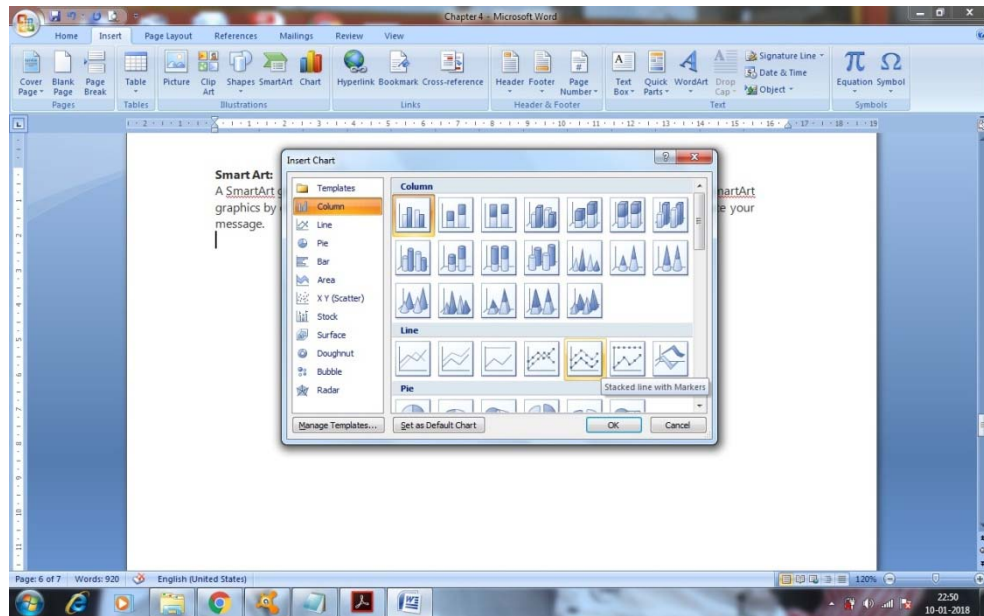 Chapter 4 - Microsoft Word
Home Insert Page Layout References Mailings Review View
Cover Page
Blank Page
Page Break
Pages
Table
Tables
Picture
Clip Art
Shapes
SmartArt
Chart
Illustrations
Hyperlink
Bookmark
Cross-reference
Links
Header
Footer
Page Number
Header & Footer
A
Text Box
Quick Parts
WordArt
Drop Cap
Signature Line
Date & Time
Object
Text
π Equation
Ω Symbol
Symbols
Smart Art:
A SmartArt
graphics by
message.
SmartArt
your
Insert Chart
Templates
Column
Line
Pie
Bar
Area
X Y (Scatter)
Stock
Surface
Doughnut
Bubble
Radar
Column
Line
Pie
Stacked line with Markers
Manage Templates...
Set as Default Chart
OK
Cancel
Page: 6 of 7 Words: 920 English (United States) 120%
22:50
10-01-2018